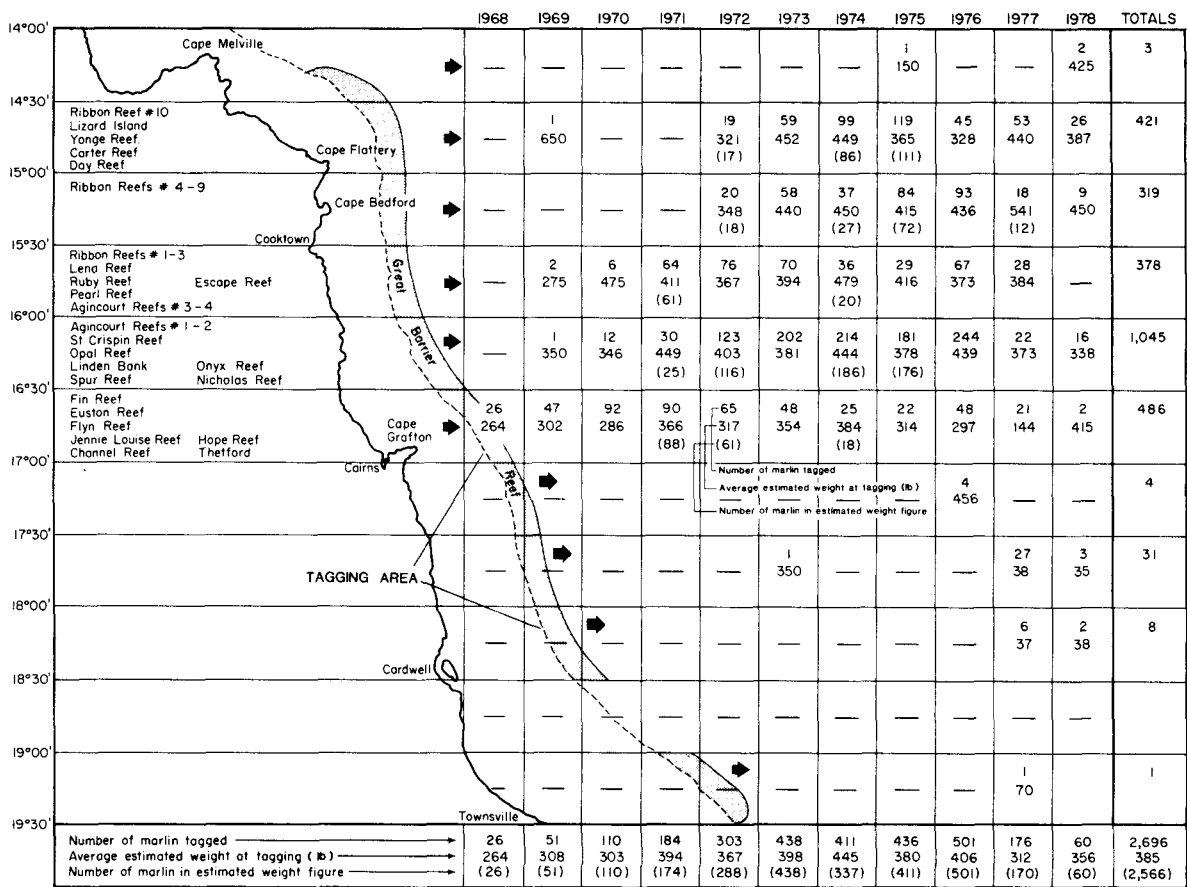 1968 1969 1970 1971 1972 1973 1974 1975 1976 1977 1978 TOTALS
14°00'
Cape Melville
1 2 3
— — — — — — — 150 — — 425
14°30'
Ribbon Reef #10
Lizard Island
Yonge Reef
Carter Reef
Day Reef
Cape Flattery
1 19 59 99 119 45 53 26 421
— 650 — — 321 452 449 365 328 440 387
(17) (86) (111)
15°00'
Ribbon Reefs # 4-9
Cape Bedford
Cooktown
20 58 37 84 93 18 9 319
— — — — 348 440 450 415 436 541 450
(18) (27) (72) (12)
15°30'
Ribbon Reefs # 1-3
Lena Reef
Ruby Reef Escape Reef
Pearl Reef
Agincourt Reefs # 3-4
2 6 64 76 70 36 29 67 28 378
— 275 475 411 367 394 479 416 373 384 —
(61) (20)
16°00'
Agincourt Reefs # 1-2
St Crispin Reef
Opal Reef
Linden Bank Onyx Reef
Spur Reef Nicholas Reef
1 12 30 123 202 214 181 244 22 16 1,045
— 350 346 449 403 381 444 378 439 373 338
(25) (116) (186) (176)
16°30'
Fin Reef
Euston Reef
Flyn Reef
Jennie Louise Reef Hope Reef
Channel Reef Thetford
Cape Grafton
Cairns
26 47 92 90 65 48 25 22 48 21 2 486
264 302 286 366 317 354 384 314 297 144 415
(88) (61) (18)
Number of marlin tagged
Average estimated weight at tagging (lb)
Number of marlin in estimated weight figure
Great Barrier Reef
17°00'
4 4
— — — — — 456 — —
17°30'
TAGGING AREA
1 27 3 31
— — — — — 350 — — — 38 35
18°00'
Cardwell
6 2 8
— — — — — — — — — 37 38
18°30'
— — — — — — — — — — —
19°00'
Townsville
1 1
— — — — — — — — — 70
19°30'
Number of marlin tagged 26 51 110 184 303 438 411 436 501 176 60 2,696
Average estimated weight at tagging (lb) 264 308 303 394 367 398 445 380 406 312 356 385
Number of marlin in estimated weight figure (26) (51) (110) (174) (288) (438) (337) (411) (501) (170) (60) (2,566)